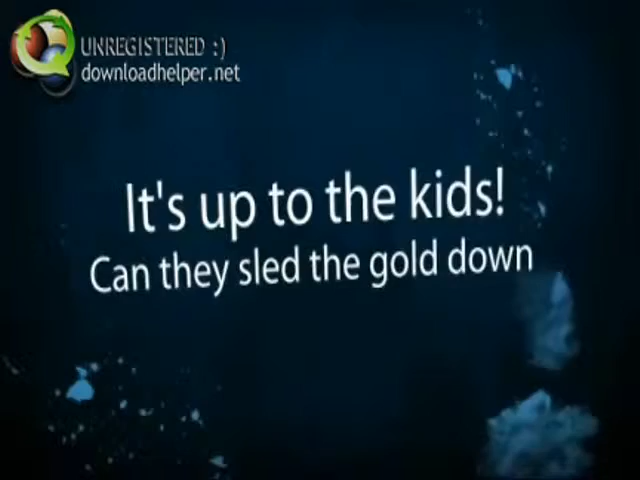 UNREGISTERED :)
downloadhelper.net
It's up to the kids!
Can they sled the gold down